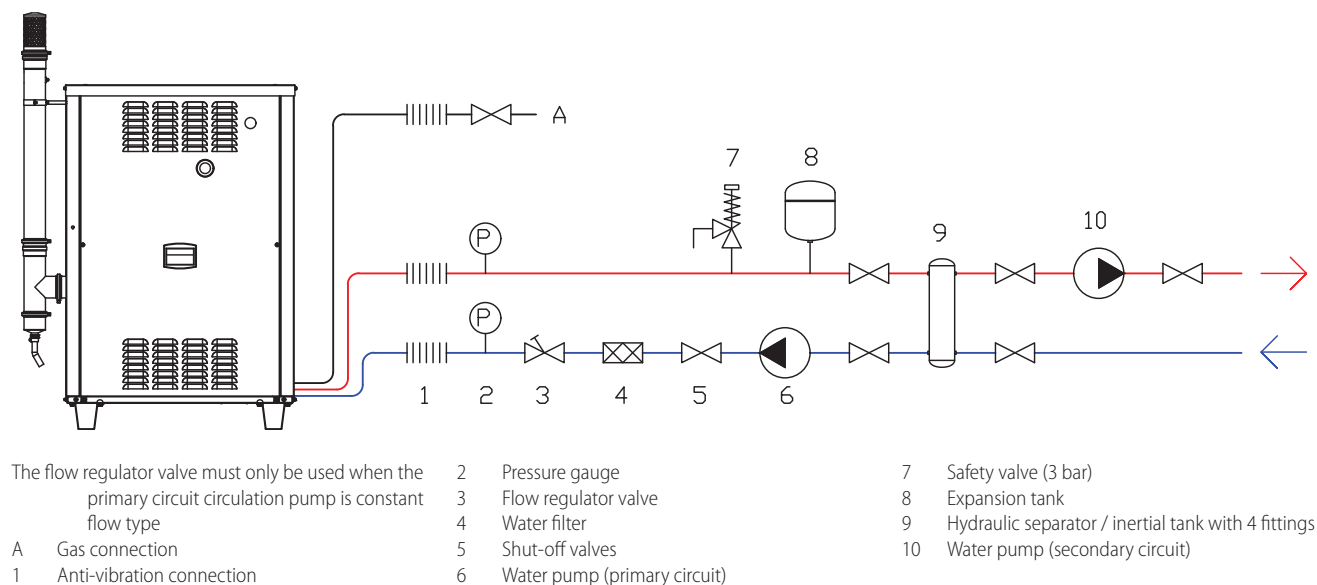 A
7
8
P
9
10
P
1
2
3
4
5
6
The flow regulator valve must only be used when the
primary circuit circulation pump is constant
flow type
A Gas connection
1 Anti-vibration connection
2 Pressure gauge
3 Flow regulator valve
4 Water filter
5 Shut-off valves
6 Water pump (primary circuit)
7 Safety valve (3 bar)
8 Expansion tank
9 Hydraulic separator / inertial tank with 4 fittings
10 Water pump (secondary circuit)